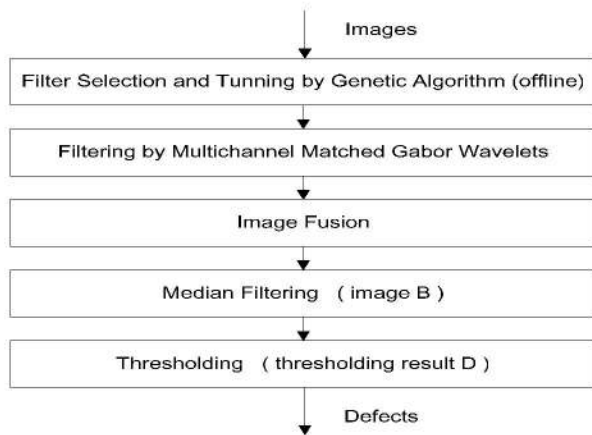 Images
Filter Selection and Tunning by Genetic Algorithm (offline)
Filtering by Multichannel Matched Gabor Wavelets
Image Fusion
Median Filtering ( image B )
Thresholding ( thresholding result D )
Defects